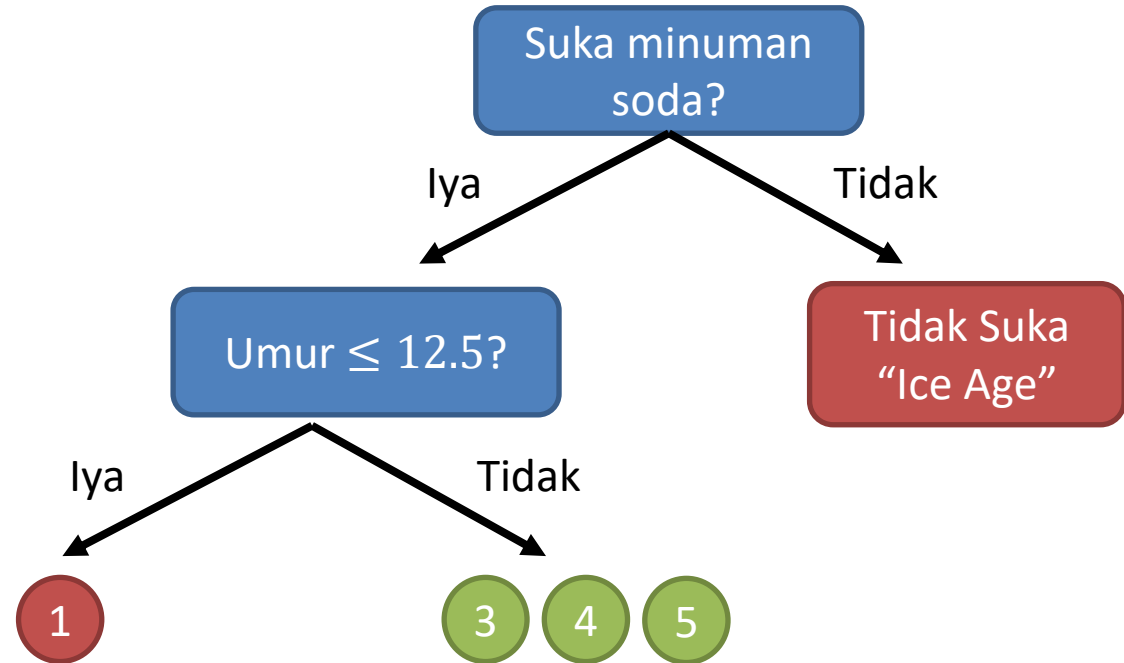 Suka minuman
soda?
Iya
Tidak
Umur ≤ 12.5?
Tidak Suka
“Ice Age”
Iya
Tidak
1
3 4 5